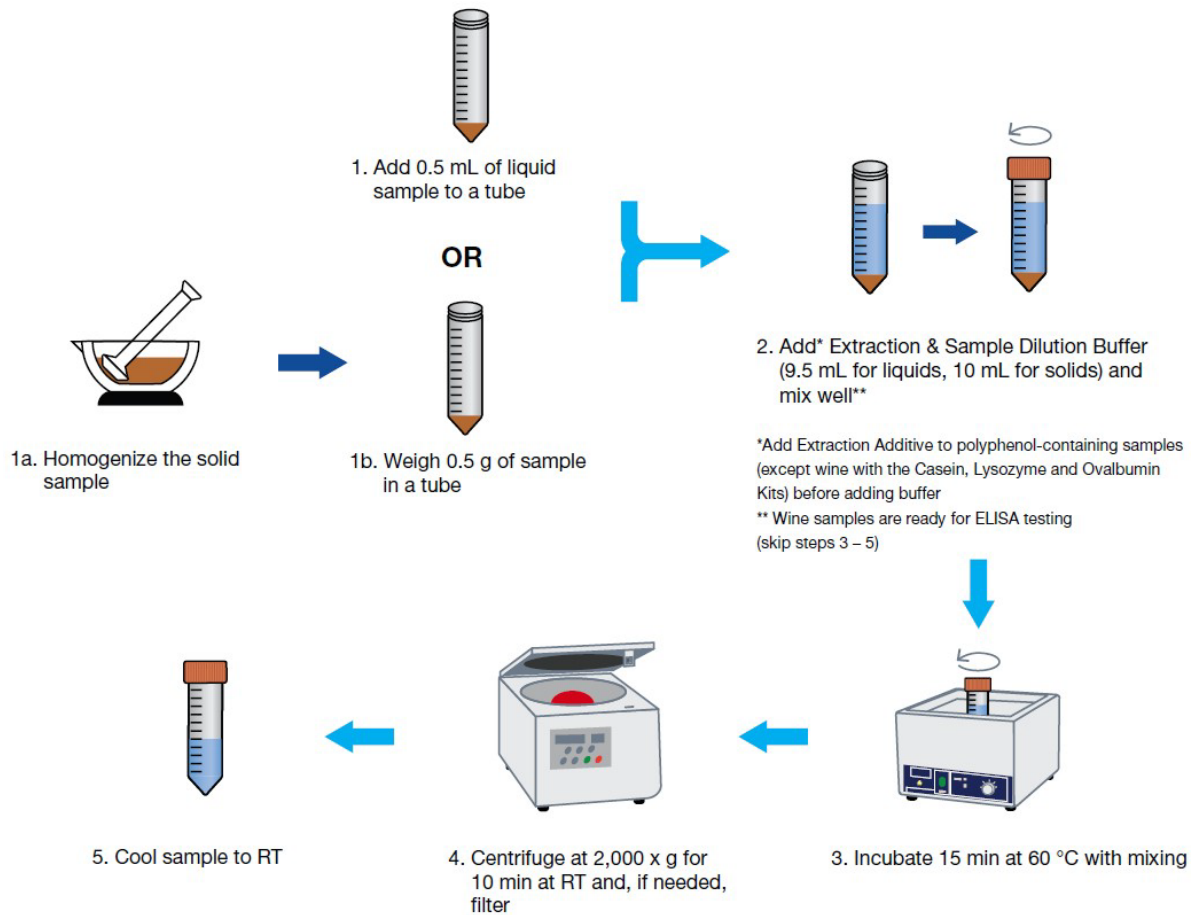 1. Add 0.5 mL of liquid
sample to a tube
OR
1a. Homogenize the solid
sample
1b. Weigh 0.5 g of sample
in a tube
2. Add* Extraction & Sample Dilution Buffer
(9.5 mL for liquids, 10 mL for solids) and
mix well**
*Add Extraction Additive to polyphenol-containing samples
(except wine with the Casein, Lysozyme and Ovalbumin
Kits) before adding buffer
** Wine samples are ready for ELISA testing
(skip steps 3 – 5)
3. Incubate 15 min at 60 °C with mixing
4. Centrifuge at 2,000 x g for
10 min at RT and, if needed,
filter
5. Cool sample to RT